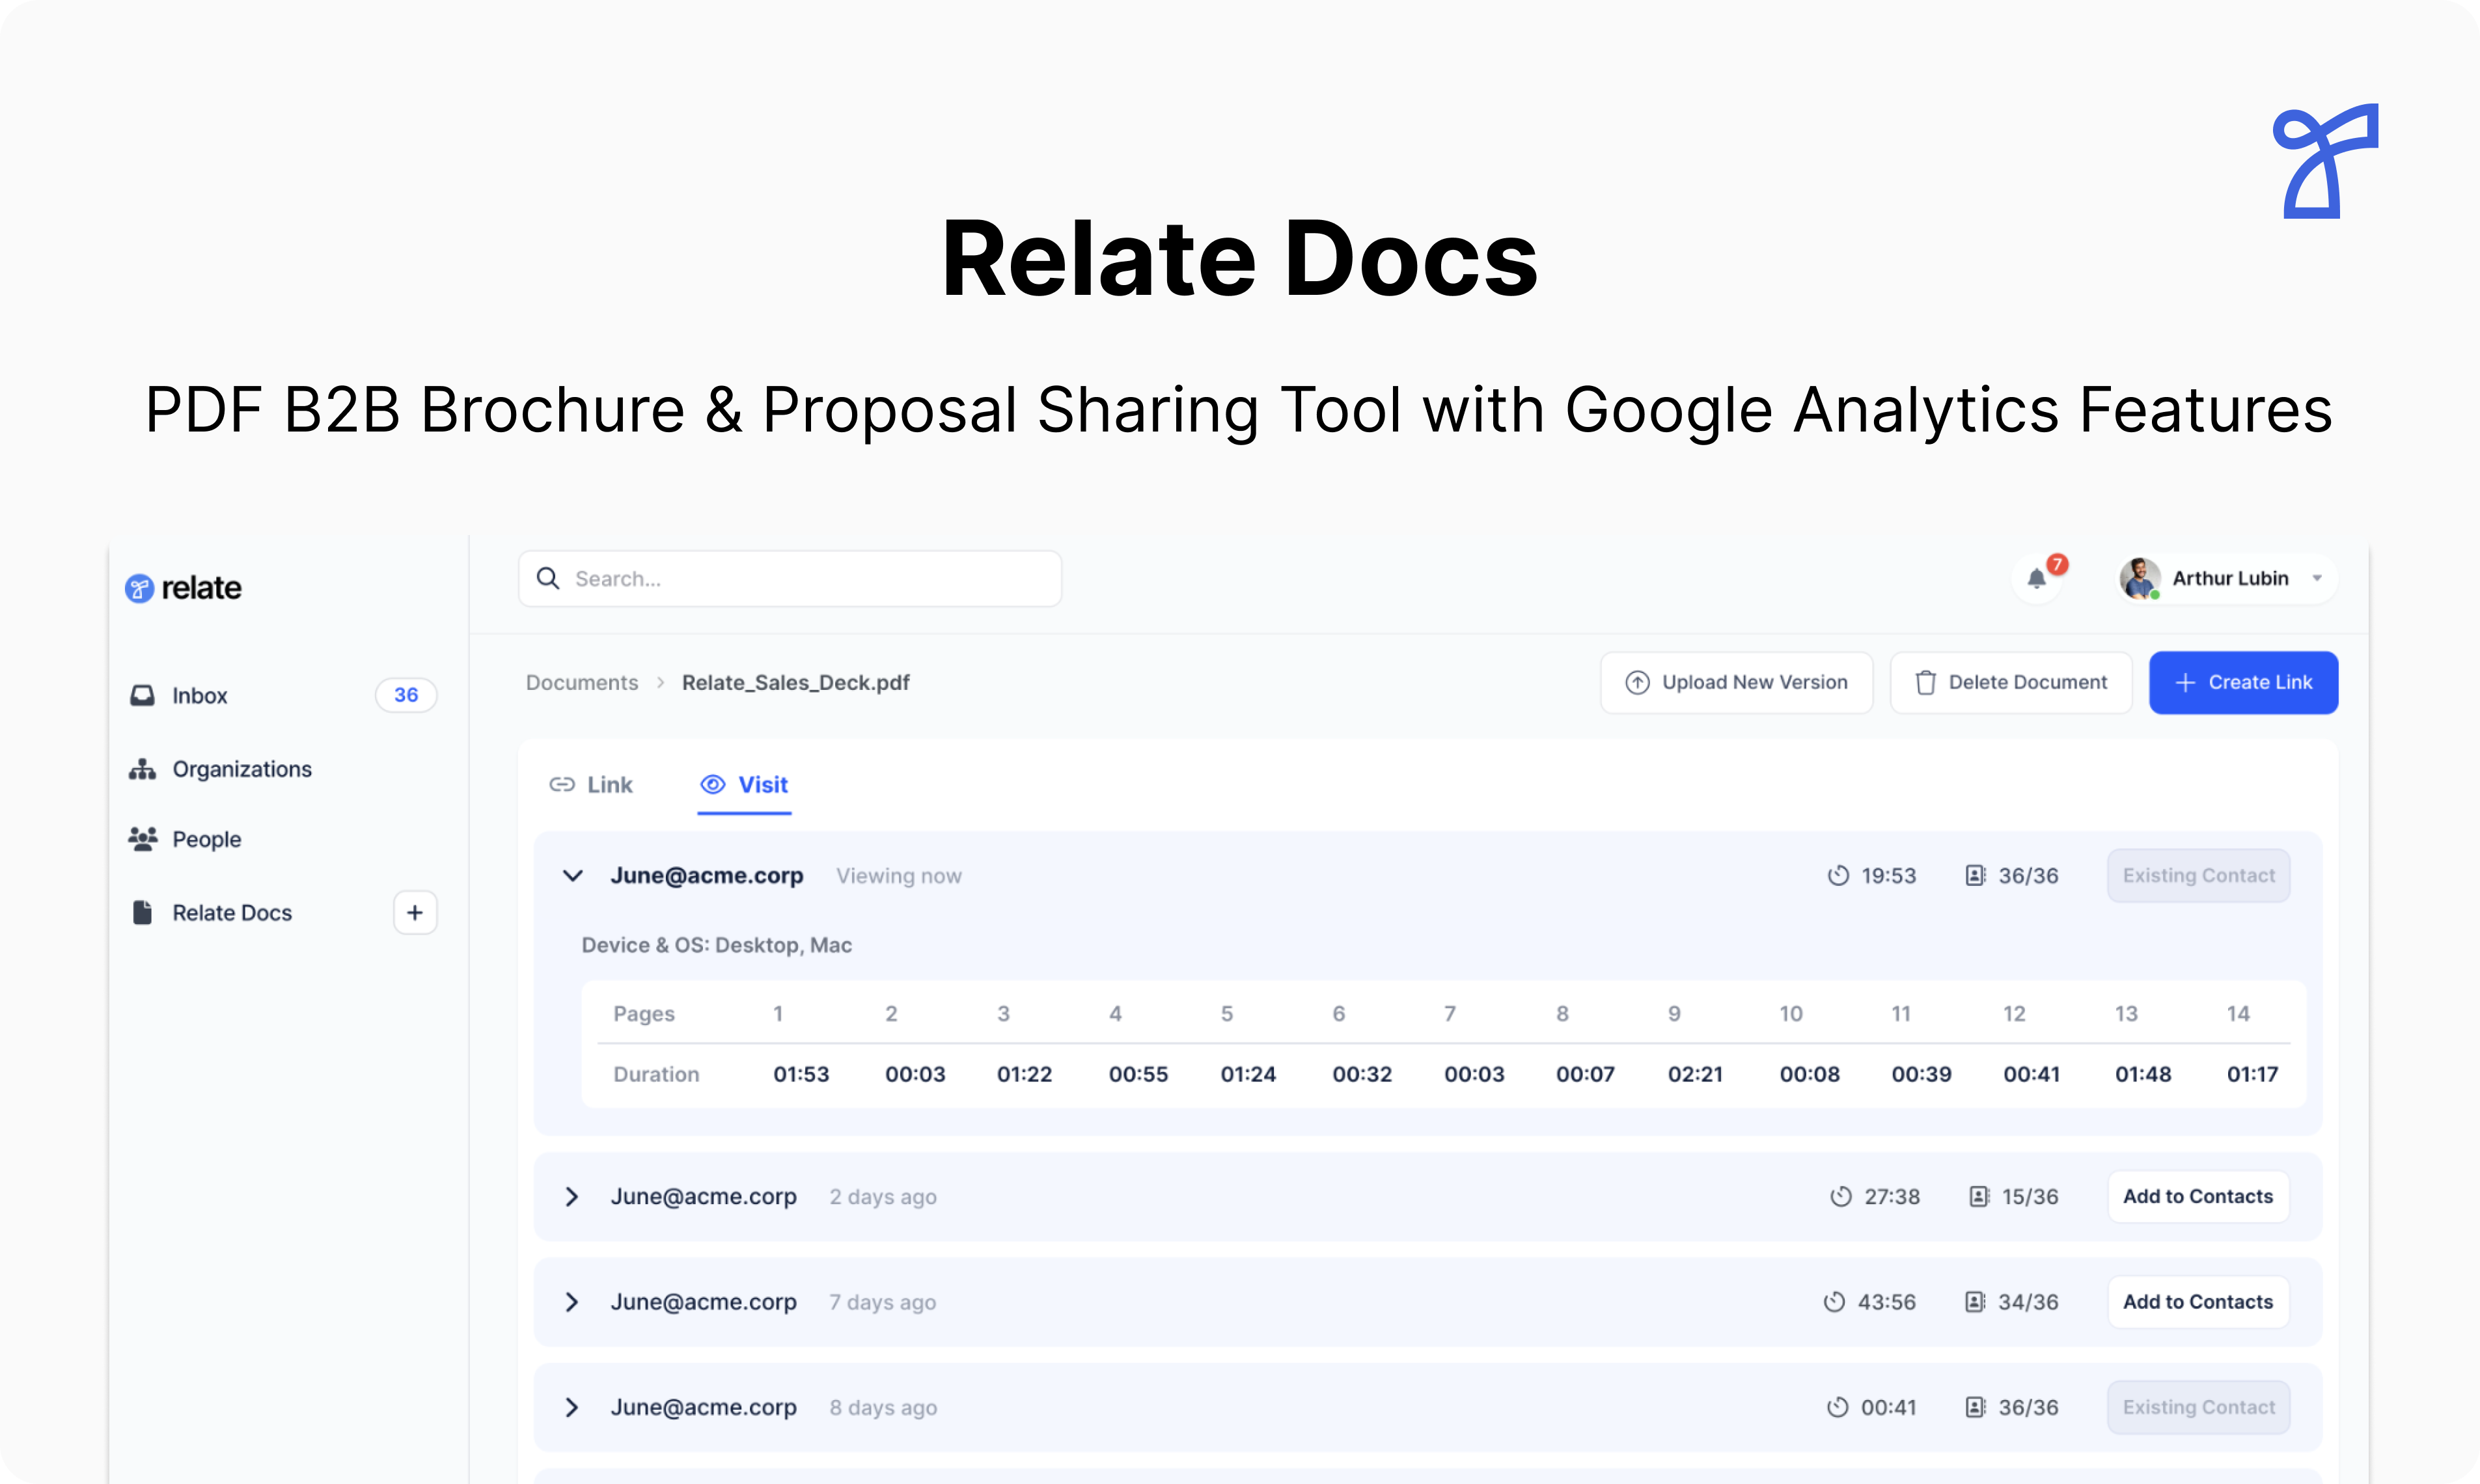 Relate Docs
PDF B2B Brochure & Proposal Sharing Tool with Google Analytics Features
relate
Search...
7
Arthur Lubin
Inbox 36
Organizations
People
Relate Docs +
Documents > Relate_Sales_Deck.pdf
Upload New Version
Delete Document
+ Create Link
Link Visit
June@acme.corp Viewing now 19:53 36/36 Existing Contact
Device & OS: Desktop, Mac
Pages 1 2 3 4 5 6 7 8 9 10 11 12 13 14
Duration 01:53 00:03 01:22 00:55 01:24 00:32 00:03 00:07 02:21 00:08 00:39 00:41 01:48 01:17
June@acme.corp 2 days ago 27:38 15/36 Add to Contacts
June@acme.corp 7 days ago 43:56 34/36 Add to Contacts
June@acme.corp 8 days ago 00:41 36/36 Existing Contact